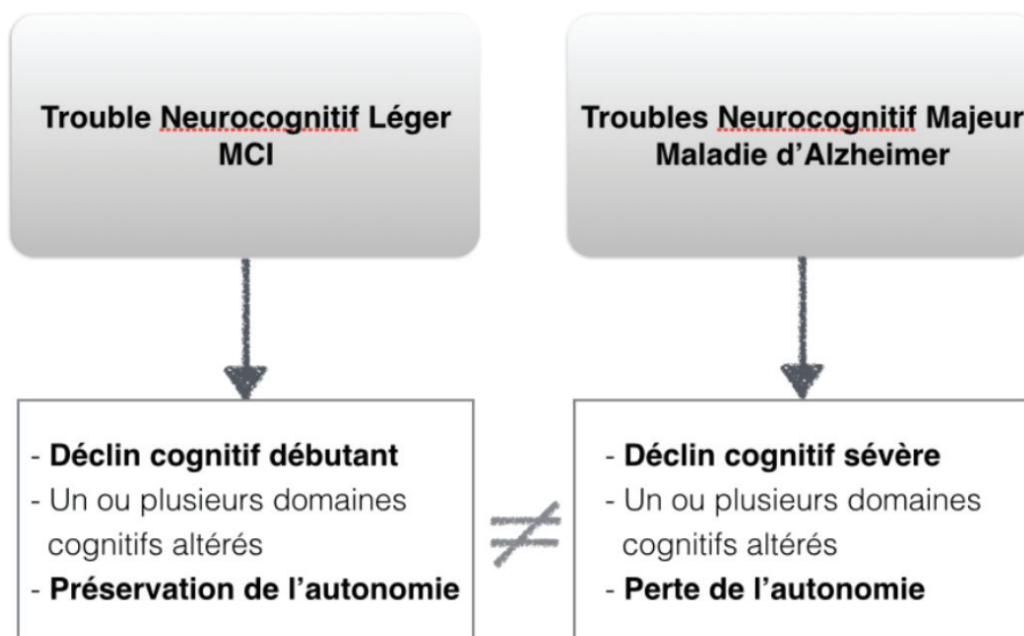 Trouble Neurocognitif Léger
MCI
Troubles Neurocognitif Majeur
Maladie d'Alzheimer
- Déclin cognitif débutant
- Un ou plusieurs domaines
cognitifs altérés
- Préservation de l'autonomie
≠
- Déclin cognitif sévère
- Un ou plusieurs domaines
cognitifs altérés
- Perte de l'autonomie